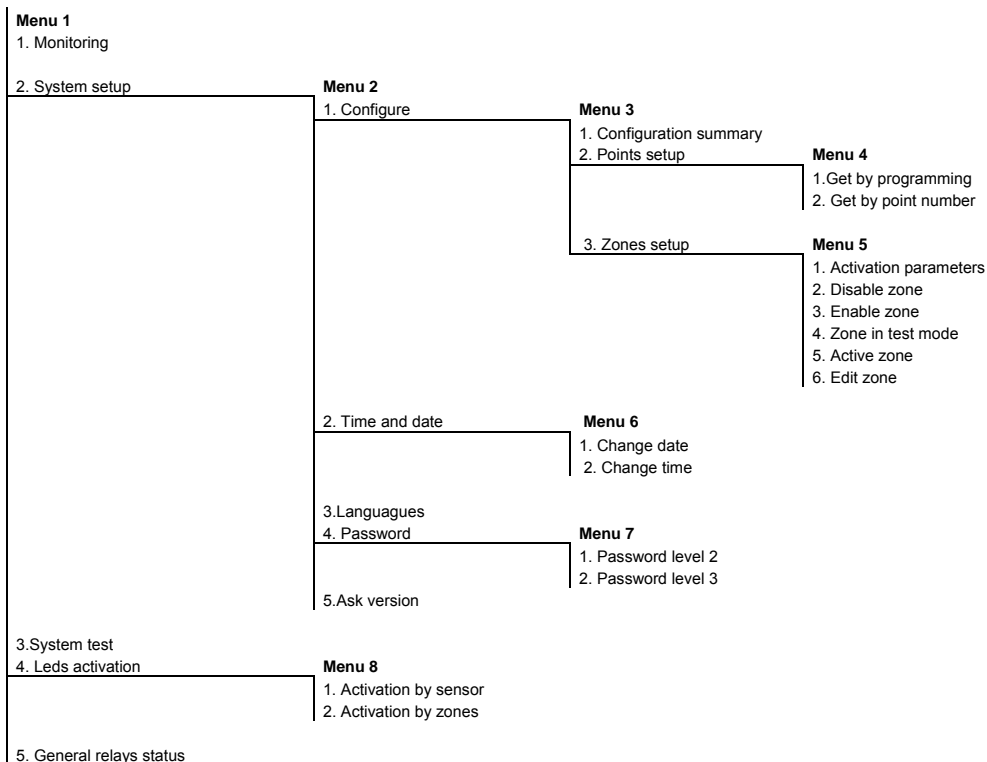 Menu 1
1. Monitoring
2. System setup
Menu 2
1. Configure
Menu 3
1. Configuration summary
2. Points setup
Menu 4
1.Get by programming
2. Get by point number
3. Zones setup
Menu 5
1. Activation parameters
2. Disable zone
3. Enable zone
4. Zone in test mode
5. Active zone
6. Edit zone
2. Time and date
Menu 6
1. Change date
2. Change time
3.Languagues
4. Password
Menu 7
1. Password level 2
2. Password level 3
5.Ask version
3.System test
4. Leds activation
Menu 8
1. Activation by sensor
2. Activation by zones
5. General relays status